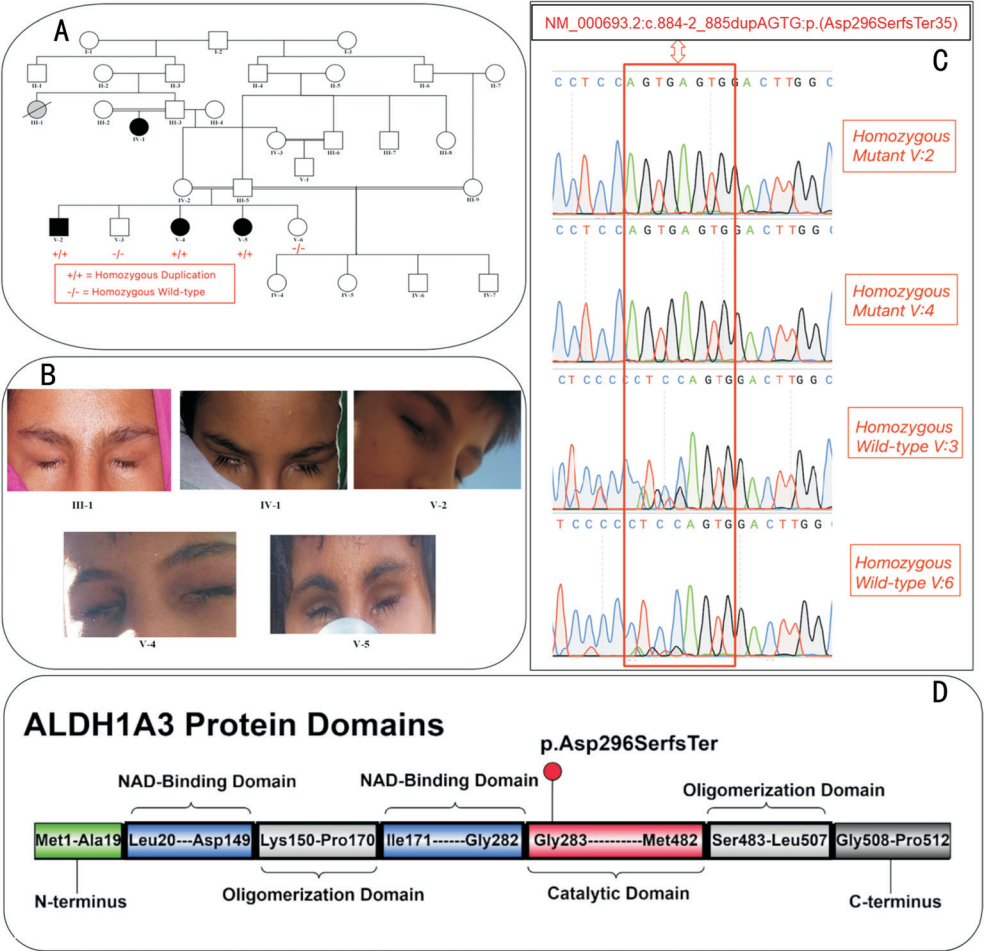 A
I-1
I-2
I-3
II-1
II-2
II-3
II-4
II-5
II-6
II-7
III-1
III-2
III-3
III-4
IV-1
IV-3
III-6
III-7
III-8
V-1
IV-2
III-5
III-9
V-2
V-3
V-4
V-5
V-6
+/+
-/-
+/+
+/+
-/-
+/+ = Homozygous Duplication
-/- = Homozygous Wild-type
IV-4
IV-5
IV-6
IV-7
B
III-1
IV-1
V-2
V-4
V-5
NM_000693.2:c.884-2_885dupAGTG:p.(Asp296SerfsTer35)
C
C C T C C A G T G A G T G G A C T T G G C
Homozygous
Mutant V:2
C C T C C A G T G A G T G G A C T T G G C
Homozygous
Mutant V:4
C T C C C C C T C C A G T G G A C T T G G C
Homozygous
Wild-type V:3
T C C C C C T C C A G T G G A C T T G G
Homozygous
Wild-type V:6
D
ALDH1A3 Protein Domains
p.Asp296SerfsTer
NAD-Binding Domain
NAD-Binding Domain
Oligomerization Domain
Met1-Ala19
Leu20---Asp149
Lys150-Pro170
Ile171------Gly282
Gly283----------Met482
Ser483-Leu507
Gly508-Pro512
N-terminus
Oligomerization Domain
Catalytic Domain
C-terminus